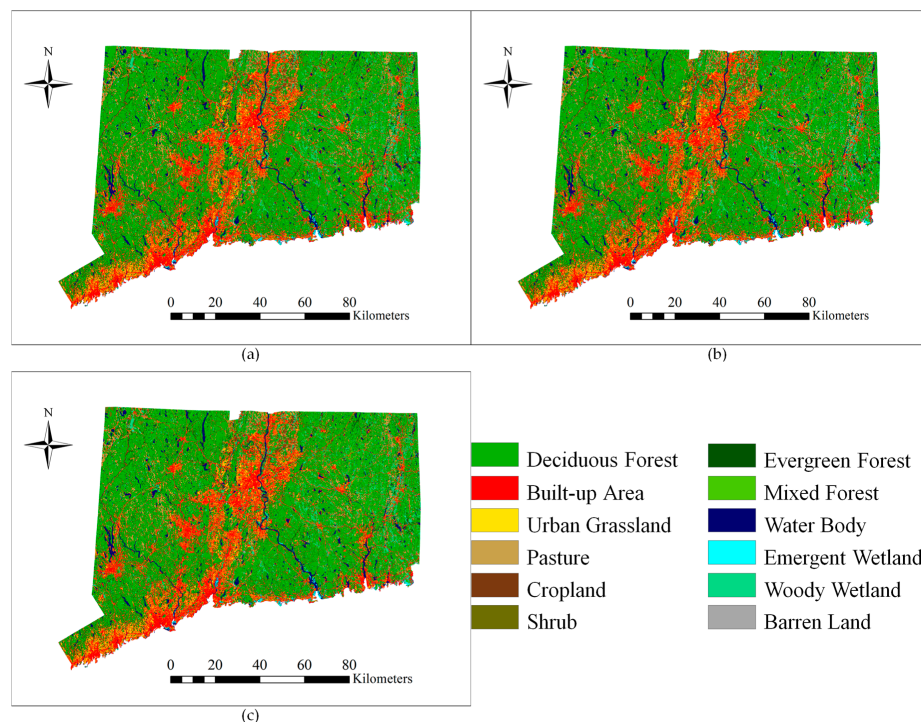 N
0 20 40 60 80
Kilometers
(a)
N
0 20 40 60 80
Kilometers
(b)
N
0 20 40 60 80
Kilometers
(c)
Deciduous Forest
Built-up Area
Urban Grassland
Pasture
Cropland
Shrub
Evergreen Forest
Mixed Forest
Water Body
Emergent Wetland
Woody Wetland
Barren Land